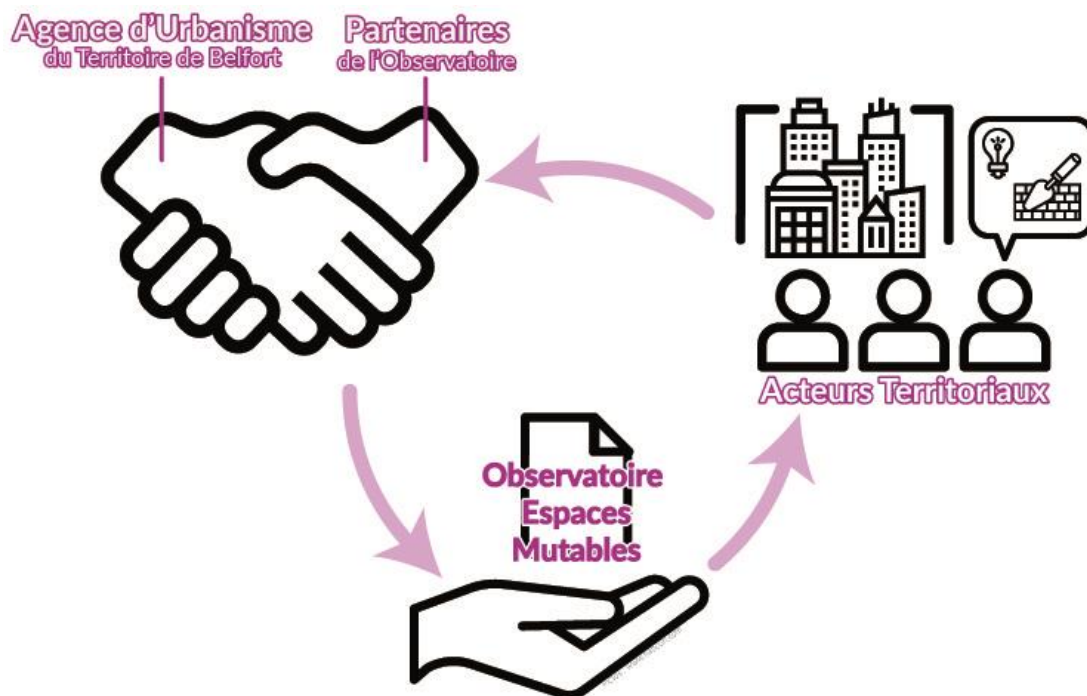 Agence d'Urbanisme
du Territoire de Belfort
Partenaires
de l'Observatoire
Acteurs Territoriaux
Observatoire
Espaces
Mutables